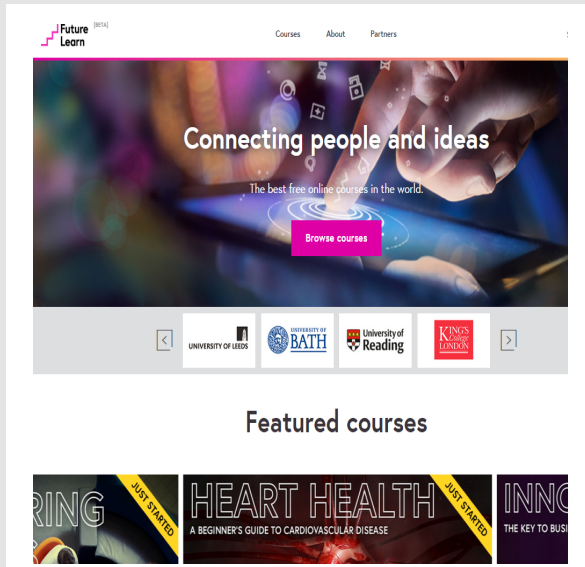 Future
Learn
[BETA]
Courses About Partners
Connecting people and ideas
The best free online courses in the world.
Browse courses
UNIVERSITY OF LEEDS
UNIVERSITY OF
BATH
University of
Reading
KING'S
College
LONDON
Featured courses
RING
JUST STARTED
HEART HEALTH
A BEGINNER'S GUIDE TO CARDIOVASCULAR DISEASE
JUST STARTED
INNO
THE KEY TO BUSI